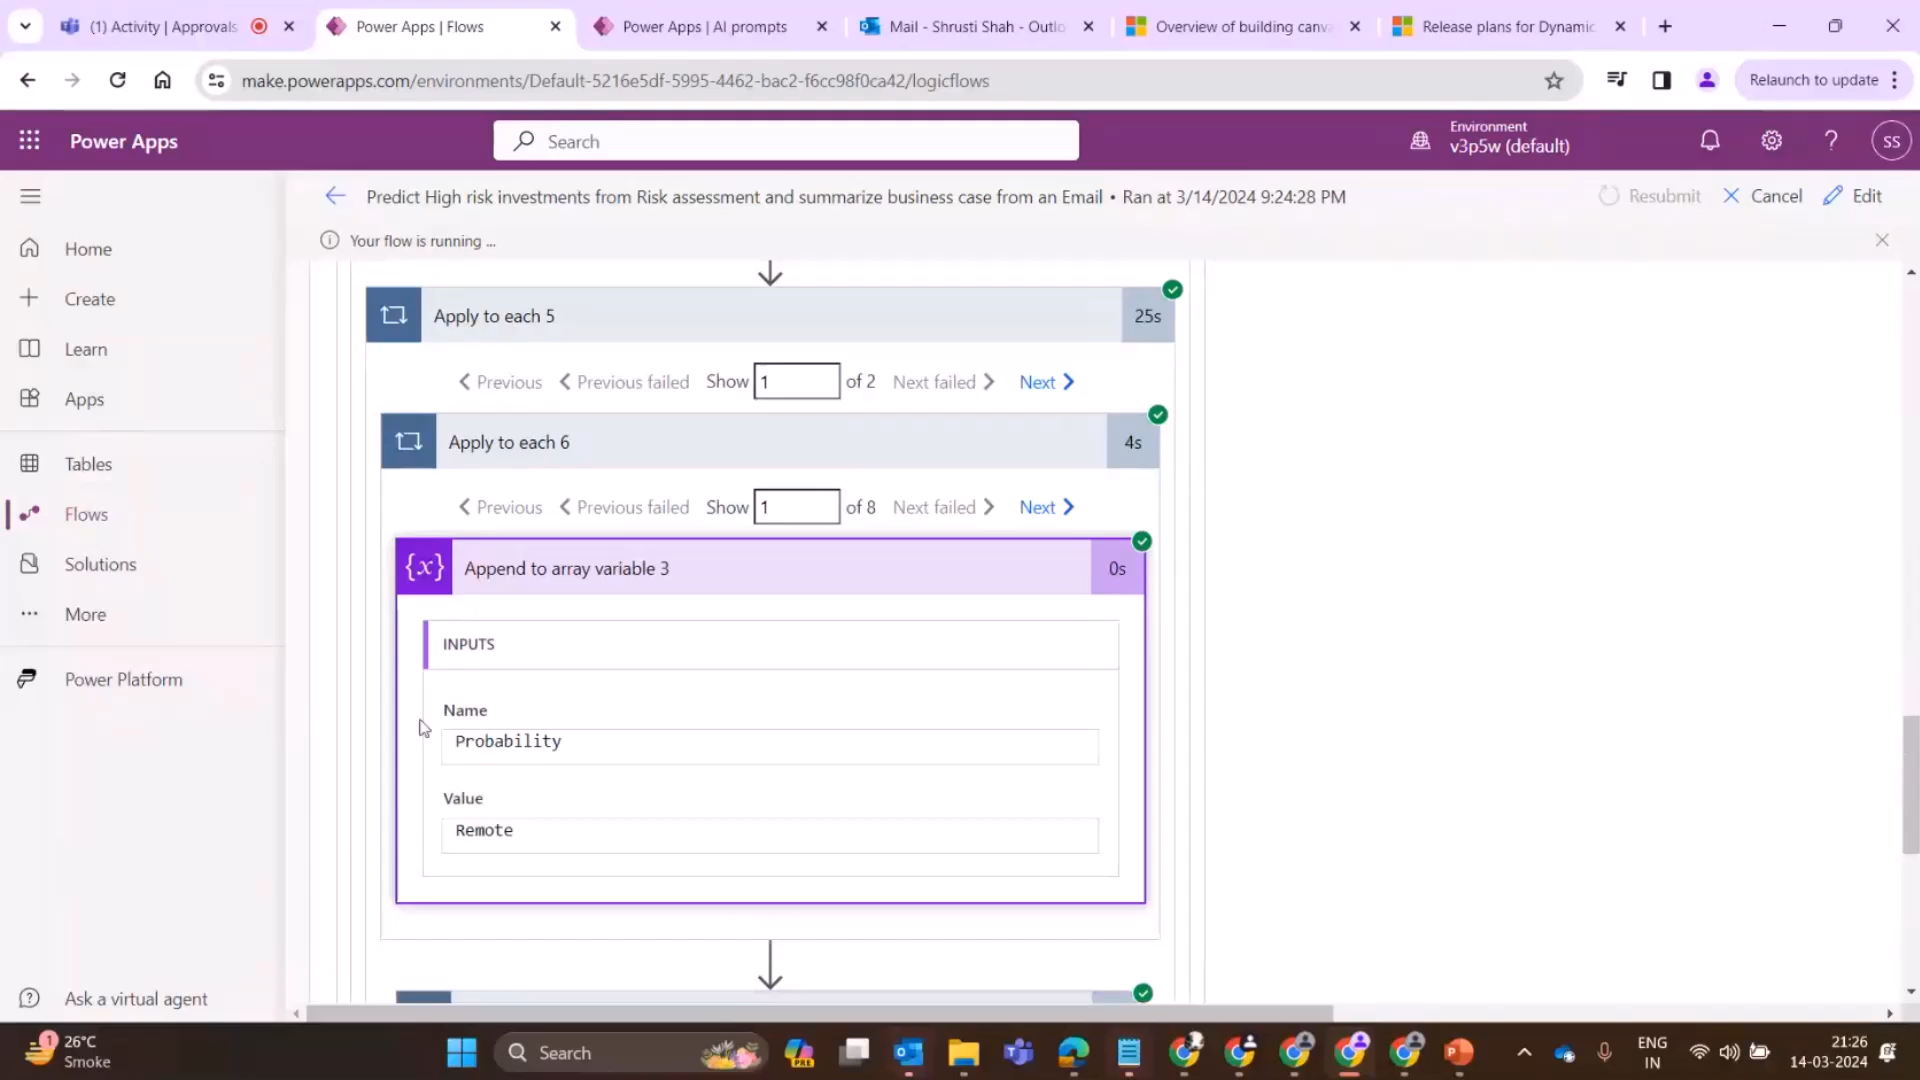 (1) Activity | Approvals
Power Apps | Flows
Power Apps | AI prompts
Mail - Shrusti Shah - Outlo
Overview of building canva
Release plans for Dynamic
make.powerapps.com/environments/Default-5216e5df-5995-4462-bac2-f6cc98f0ca42/logicflows
Relaunch to update
Power Apps
Search
Environment
v3p5w (default)
SS
Predict High risk investments from Risk assessment and summarize business case from an Email • Ran at 3/14/2024 9:24:28 PM
Resubmit
Cancel
Edit
Your flow is running ...
Home
Create
Learn
Apps
Tables
Flows
Solutions
More
Power Platform
Ask a virtual agent
Apply to each 5
25s
Previous
Previous failed
Show
1
of 2
Next failed
Next
Apply to each 6
4s
Previous
Previous failed
Show
1
of 8
Next failed
Next
{x}
Append to array variable 3
0s
INPUTS
Name
Probability
Value
Remote
1
26°C
Smoke
Search
PRE
ENG
IN
21:26
14-03-2024